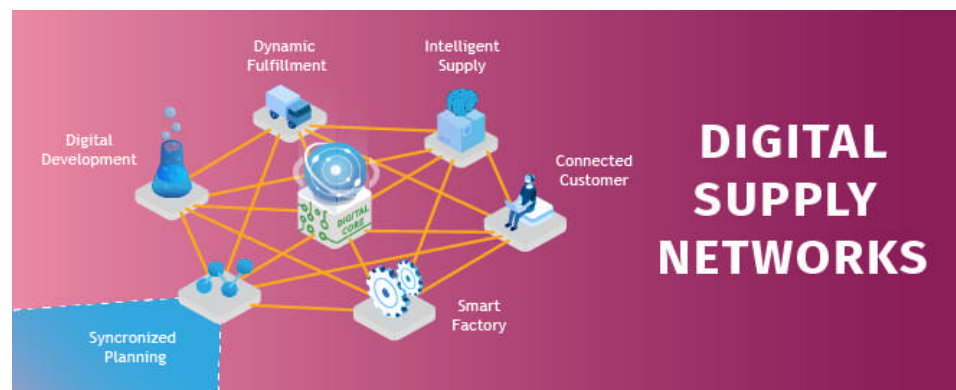 Dynamic
Fulfillment
Intelligent
Supply
Digital
Development
Connected
Customer
DIGITAL
CORE
Smart
Factory
Syncronized
Planning
DIGITAL
SUPPLY
NETWORKS